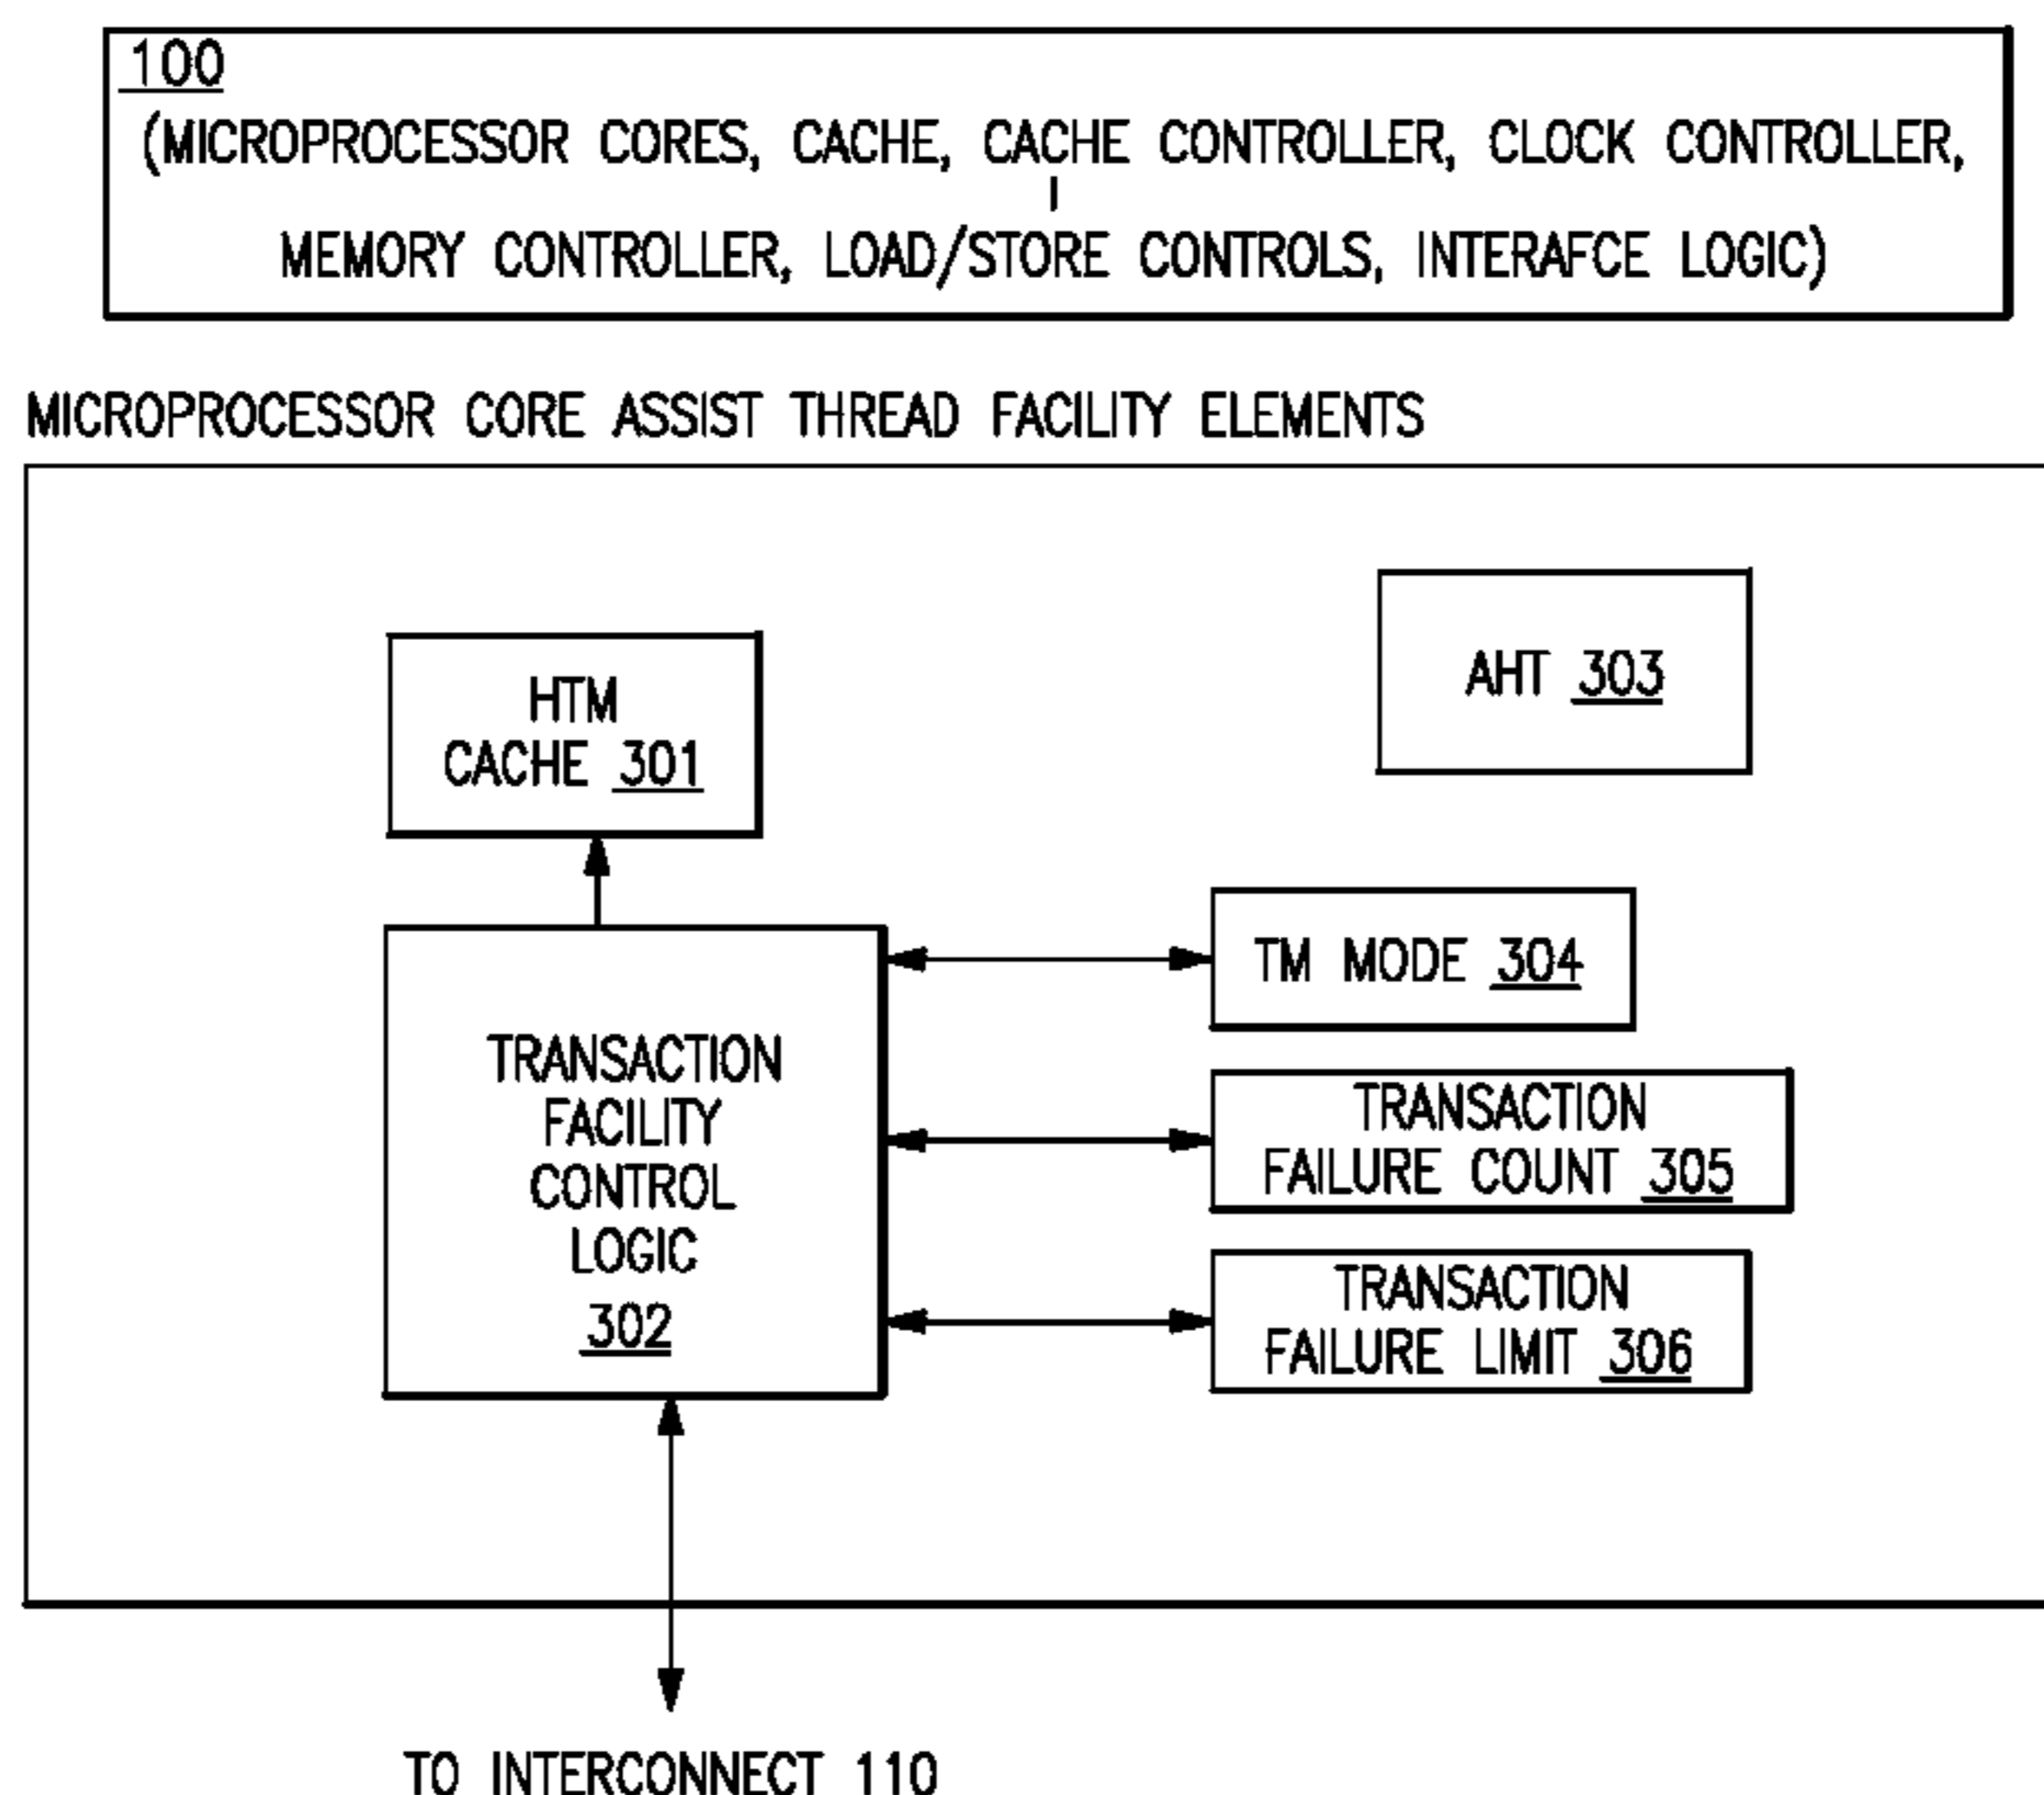 100
(MICROPROCESSOR CORES, CACHE, CACHE CONTROLLER, CLOCK CONTROLLER,
MEMORY CONTROLLER, LOAD/STORE CONTROLS, INTERAFCE LOGIC)
MICROPROCESSOR CORE ASSIST THREAD FACILITY ELEMENTS
HTM
CACHE 301
AHT 303
TRANSACTION
FACILITY
CONTROL
LOGIC
302
TM MODE 304
TRANSACTION
FAILURE COUNT 305
TRANSACTION
FAILURE LIMIT 306
TO INTERCONNECT 110